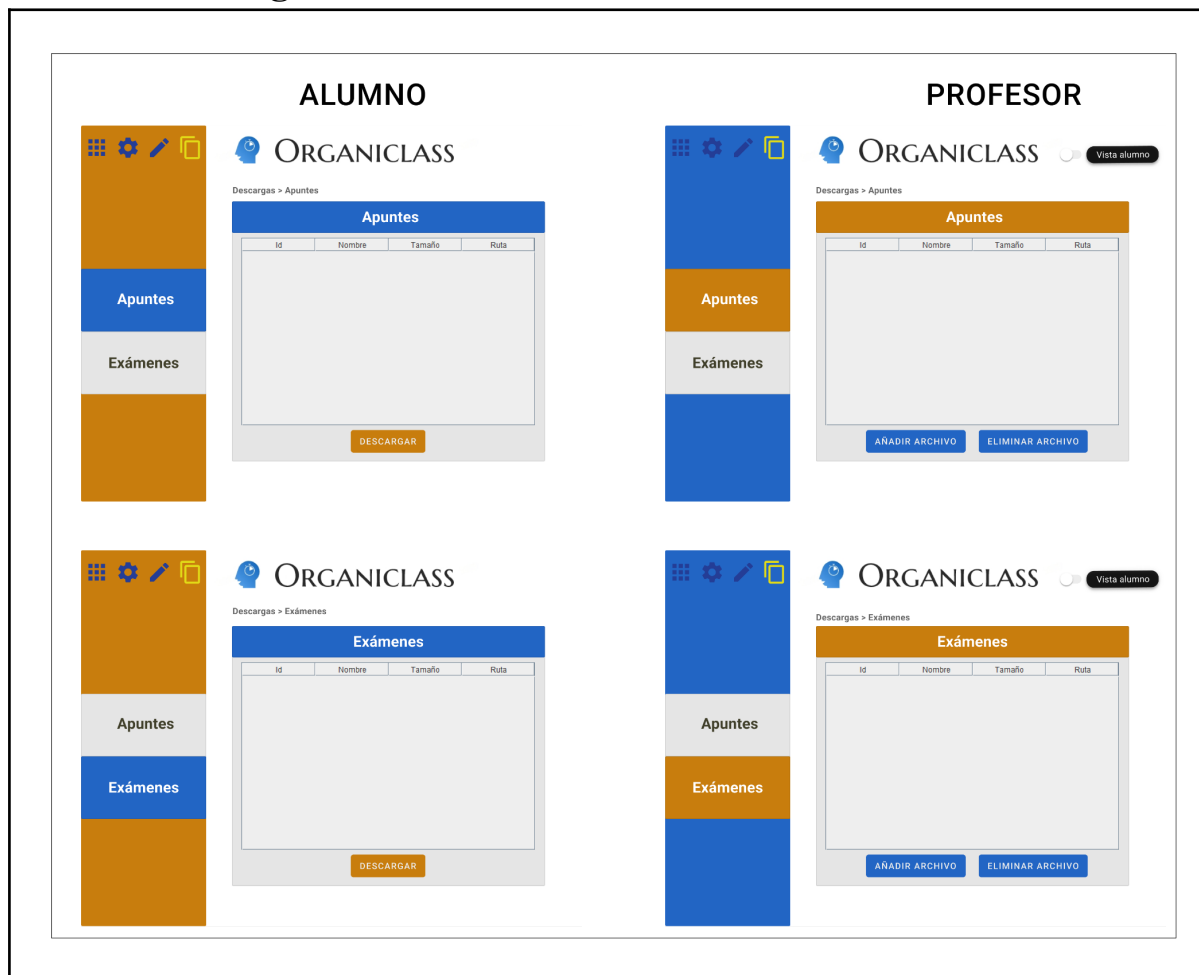 ALUMNO
PROFESOR
ORGANICLASS
Descargas > Apuntes
Apuntes
Id Nombre Tamaño Ruta
Apuntes
Exámenes
DESCARGAR
ORGANICLASS
Vista alumno
Descargas > Apuntes
Apuntes
Id Nombre Tamaño Ruta
Apuntes
Exámenes
AÑADIR ARCHIVO ELIMINAR ARCHIVO
ORGANICLASS
Descargas > Exámenes
Exámenes
Id Nombre Tamaño Ruta
Apuntes
Exámenes
DESCARGAR
ORGANICLASS
Vista alumno
Descargas > Exámenes
Exámenes
Id Nombre Tamaño Ruta
Apuntes
Exámenes
AÑADIR ARCHIVO ELIMINAR ARCHIVO